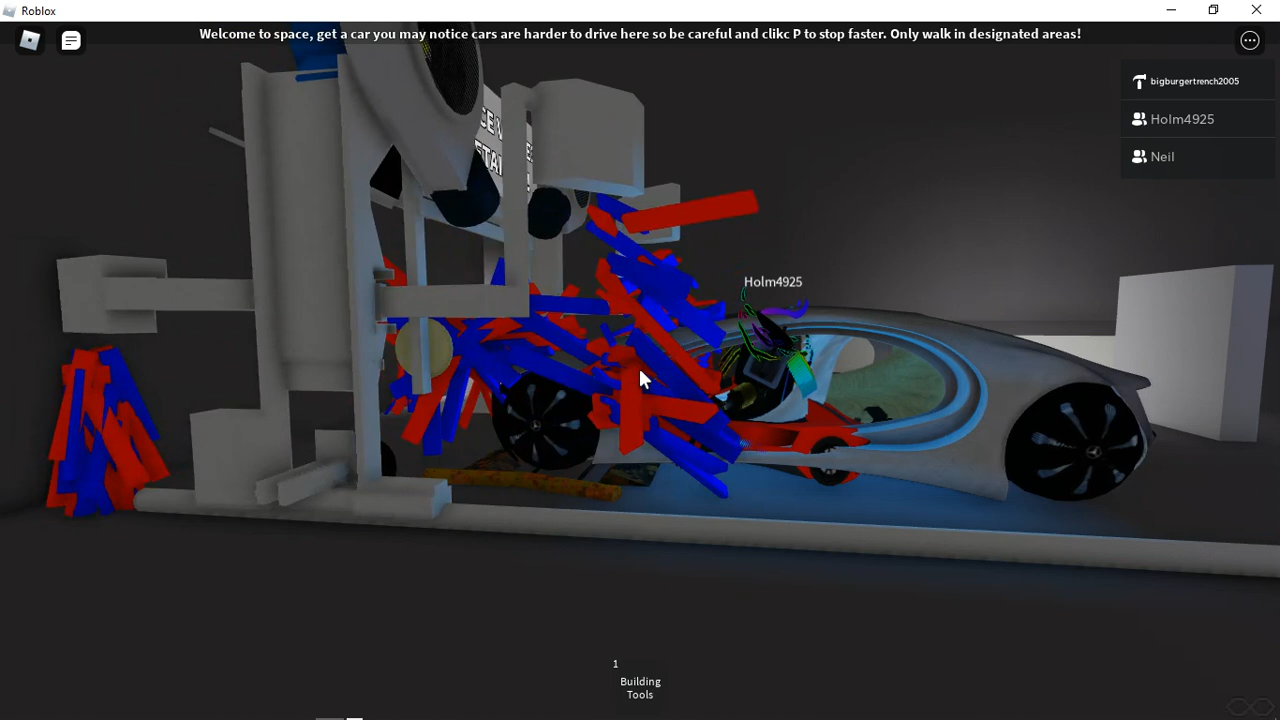 Roblox
Welcome to space, get a car you may notice cars are harder to drive here so be careful and clikc P to stop faster. Only walk in designated areas!
bigburgertrench2005
Holm4925
Neil
Holm4925
1
Building
Tools